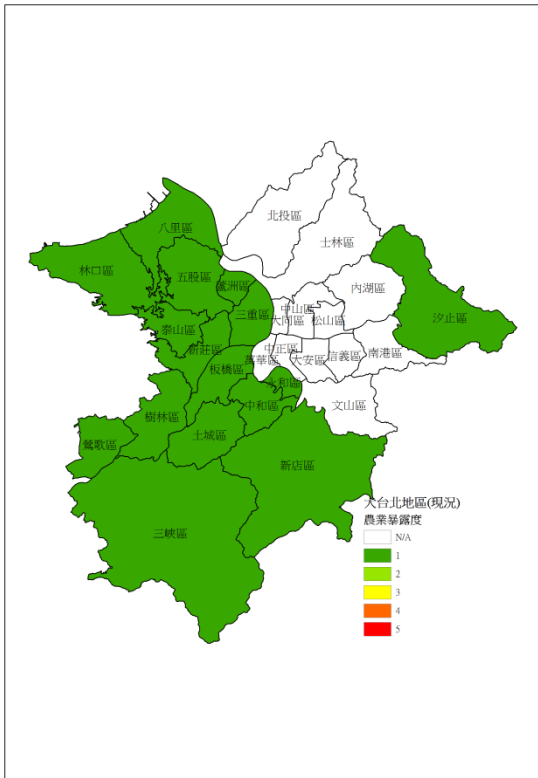 北投區
士林區
八里區
林口區
五股區
內湖區
蘆洲區
汐止區
三重區
中山區
大同區
松山區
泰山區
新莊區
中正區
萬華區
大安區
信義區
南港區
板橋區
永和區
文山區
中和區
樹林區
土城區
鶯歌區
新店區
三峽區
大台北地區(現況)
農業暴露度
N/A
1
2
3
4
5